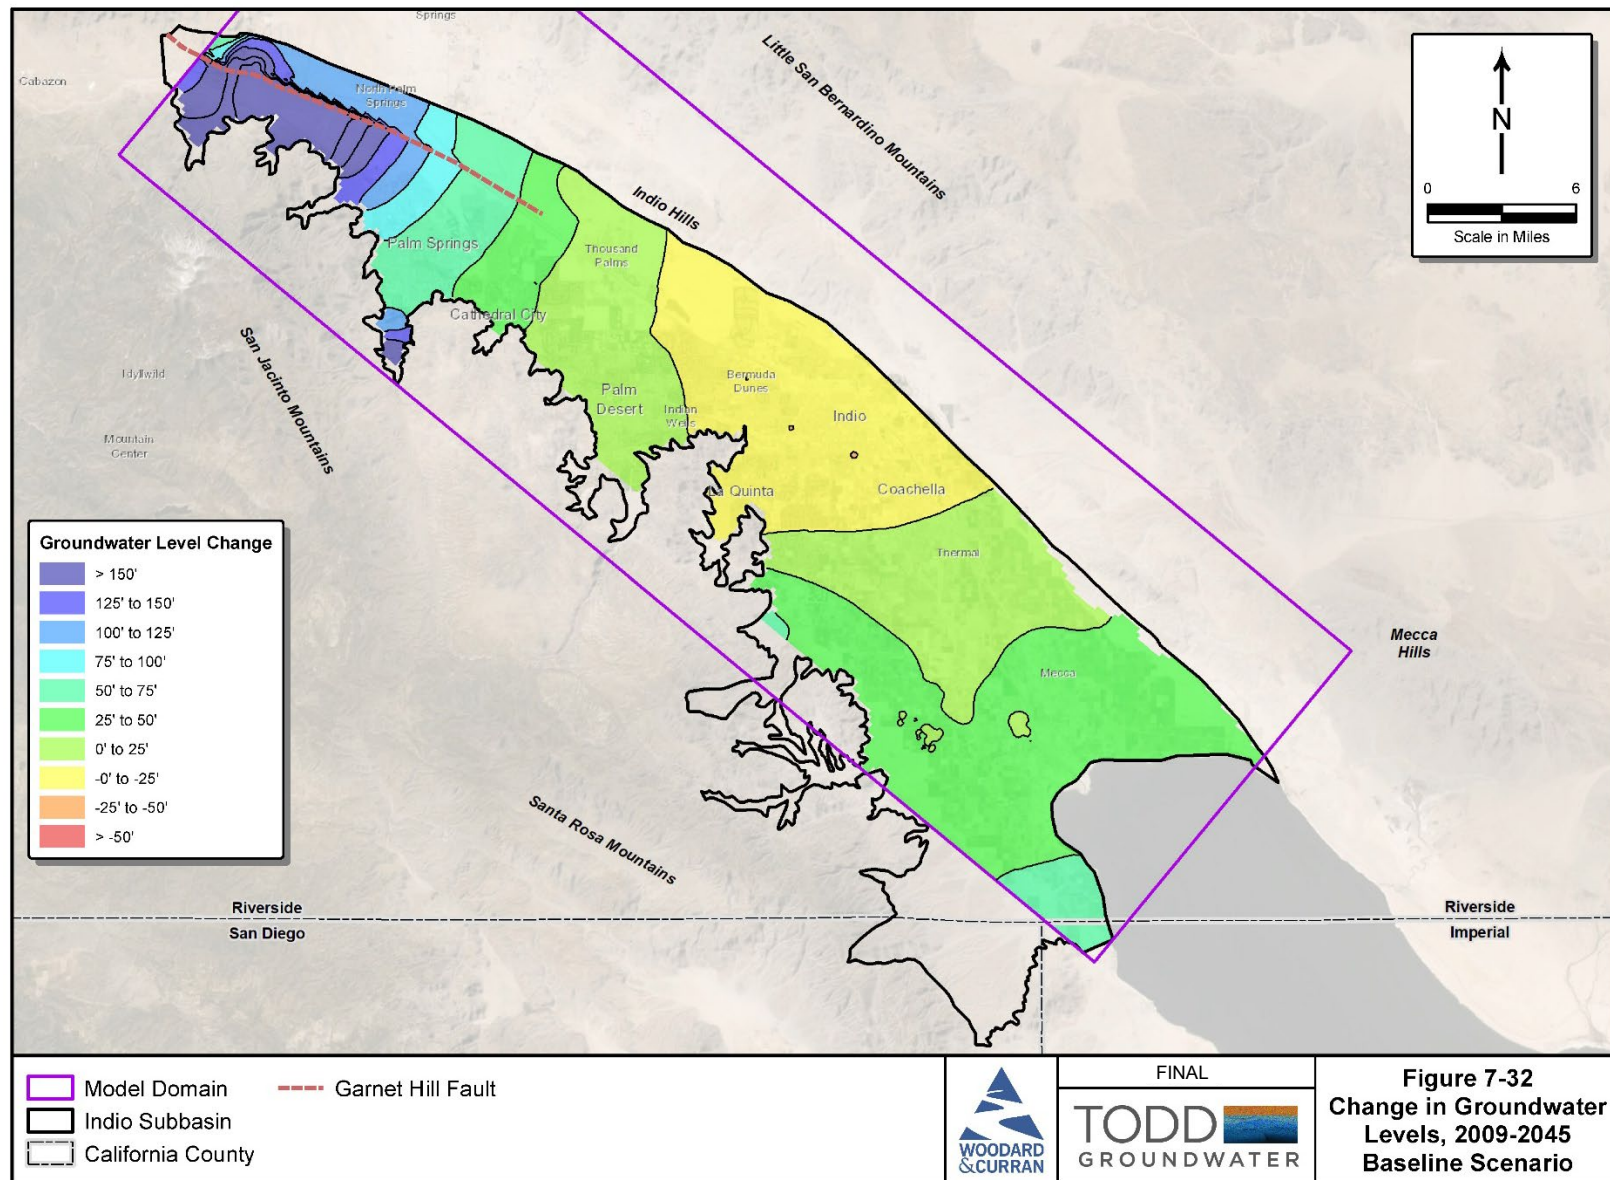 Springs
Cabazon
North Palm
Springs
Little San Bernardino Mountains
N
0 6
Scale in Miles
Indio Hills
Palm Springs
Thousand
Palms
Cathedral City
San Jacinto Mountains
Idyllwild
Bermuda
Dunes
Palm
Desert
Indian
Wells
Indio
Mountain
Center
La Quinta
Coachella
Thermal
Mecca
Hills
Mecca
Santa Rosa Mountains
Groundwater Level Change
> 150'
125' to 150'
100' to 125'
75' to 100'
50' to 75'
25' to 50'
0' to 25'
-0' to -25'
-25' to -50'
> -50'
Riverside
San Diego
Riverside
Imperial
Model Domain
Garnet Hill Fault
Indio Subbasin
California County
WOODARD
&CURRAN
FINAL
TODD
GROUNDWATER
Figure 7-32
Change in Groundwater
Levels, 2009-2045
Baseline Scenario